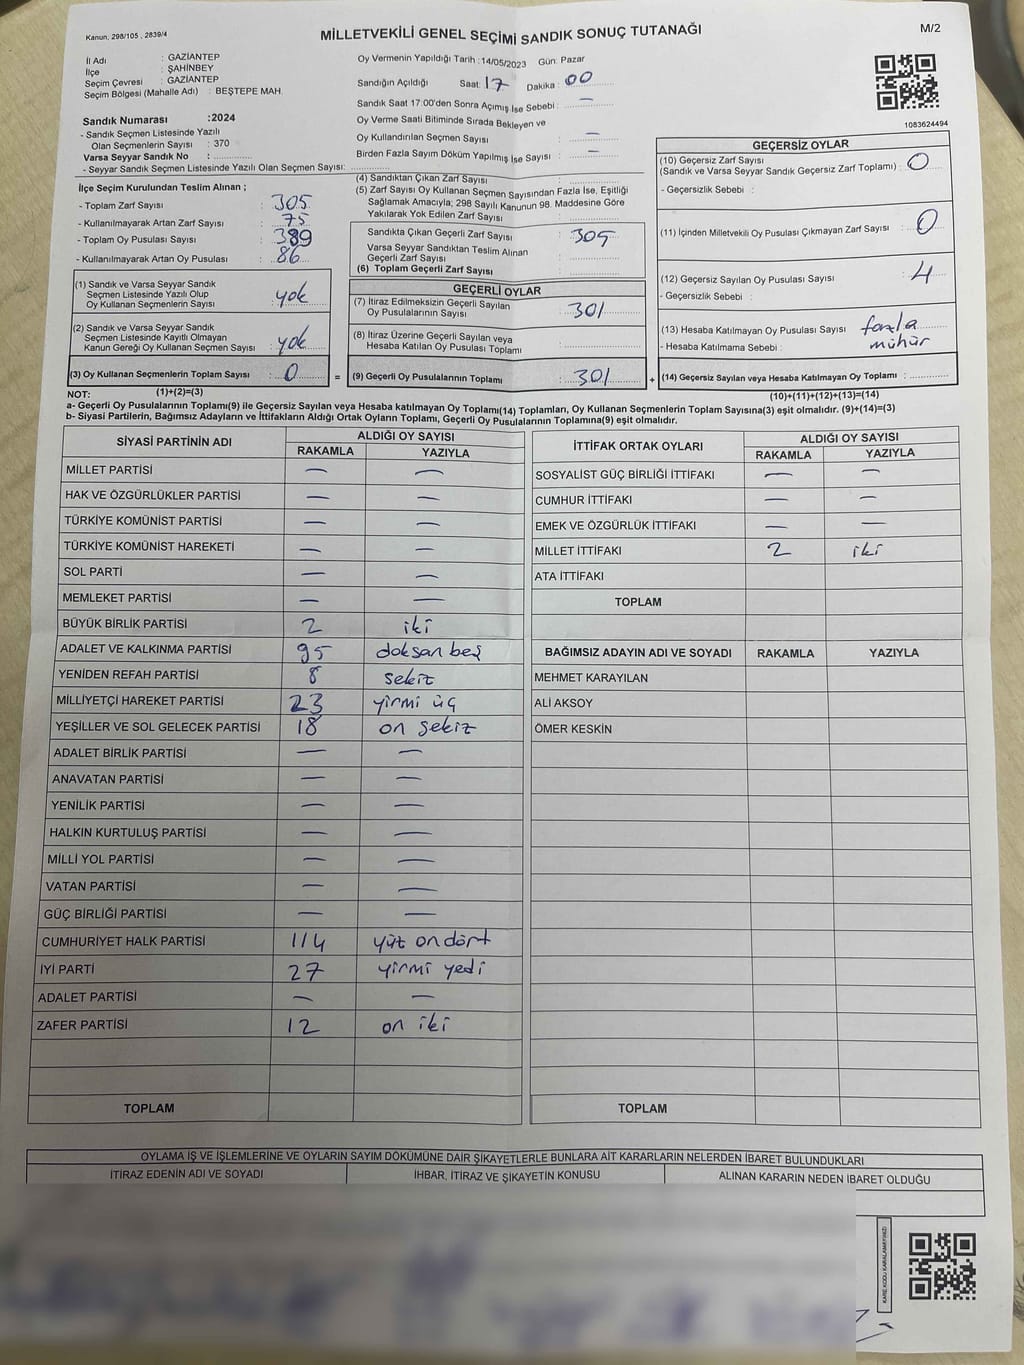 Kanun, 298/105 , 2839/4
MİLLETVEKİLİ GENEL SEÇİMİ SANDIK SONUÇ TUTANAĞI
M/2
İl Adı : GAZİANTEP
İlçe : ŞAHİNBEY
Seçim Çevresi : GAZİANTEP
Seçim Bölgesi (Mahalle Adı) : BEŞTEPE MAH.
Sandık Numarası :2024
- Sandık Seçmen Listesinde Yazılı
Olan Seçmenlerin Sayısı : 370
Varsa Seyyar Sandık No :
- Seyyar Sandık Seçmen Listesinde Yazılı Olan Seçmen Sayısı:
Oy Vermenin Yapıldığı Tarih :14/05/2023 Gün: Pazar
Sandığın Açıldığı Saat: 17 Dakika : 00
Sandık Saat 17:00'den Sonra Açımış İse Sebebi : —
Oy Verme Saati Bitiminde Sırada Bekleyen ve
Oy Kullandırılan Seçmen Sayısı : —
Birden Fazla Sayım Döküm Yapılmış İse Sayısı : —
1083624494
İlçe Seçim Kurulundan Teslim Alınan ;
- Toplam Zarf Sayısı : 305
- Kullanılmayarak Artan Zarf Sayısı : 75
- Toplam Oy Pusulası Sayısı : 389
- Kullanılmayarak Artan Oy Pusulası : 86
(1) Sandık ve Varsa Seyyar Sandık
Seçmen Listesinde Yazılı Olup
Oy Kullanan Seçmenlerin Sayısı : yok
(2) Sandık ve Varsa Seyyar Sandık
Seçmen Listesinde Kayıtlı Olmayan
Kanun Gereği Oy Kullanan Seçmen Sayısı : yok
(3) Oy Kullanan Seçmenlerin Toplam Sayısı : 0 =
(4) Sandıktan Çıkan Zarf Sayısı :
(5) Zarf Sayısı Oy Kullanan Seçmen Sayısından Fazla İse, Eşitliği
Sağlamak Amacıyla; 298 Sayılı Kanunun 98. Maddesine Göre
Yakılarak Yok Edilen Zarf Sayısı :
Sandıkta Çıkan Geçerli Zarf Sayısı : 305
Varsa Seyyar Sandıktan Teslim Alınan
Geçerli Zarf Sayısı :
(6) Toplam Geçerli Zarf Sayısı :
GEÇERLİ OYLAR
(7) İtiraz Edilmeksizin Geçerli Sayılan
Oy Pusulalarının Sayısı : 301
(8) İtiraz Üzerine Geçerli Sayılan veya
Hesaba Katılan Oy Pusulası Toplamı :
(9) Geçerli Oy Pusulalarının Toplamı : 301 +
GEÇERSİZ OYLAR
(10) Geçersiz Zarf Sayısı
(Sandık ve Varsa Seyyar Sandık Geçersiz Zarf Toplamı) : 0
- Geçersizlik Sebebi :
(11) İçinden Milletvekili Oy Pusulası Çıkmayan Zarf Sayısı : 0
(12) Geçersiz Sayılan Oy Pusulası Sayısı : 4
- Geçersizlik Sebebi :
(13) Hesaba Katılmayan Oy Pusulası Sayısı : fazla
- Hesaba Katılmama Sebebi : mühür
(14) Geçersiz Sayılan veya Hesaba Katılmayan Oy Toplamı :
NOT: (1)+(2)=(3)
(10)+(11)+(12)+(13)=(14)
a- Geçerli Oy Pusulalarının Toplamı(9) ile Geçersiz Sayılan veya Hesaba katılmayan Oy Toplamı(14) Toplamları, Oy Kullanan Seçmenlerin Toplam Sayısına(3) eşit olmalıdır. (9)+(14)=(3)
b- Siyasi Partilerin, Bağımsız Adayların ve İttifakların Aldığı Ortak Oyların Toplamı, Geçerli Oy Pusulalarının Toplamına(9) eşit olmalıdır.
SİYASİ PARTİNİN ADI ALDIĞI OY SAYISI
RAKAMLA YAZIYLA
MİLLET PARTİSİ — —
HAK VE ÖZGÜRLÜKLER PARTİSİ — —
TÜRKİYE KOMÜNİST PARTİSİ — —
TÜRKİYE KOMÜNİST HAREKETİ — —
SOL PARTİ — —
MEMLEKET PARTİSİ — —
BÜYÜK BİRLİK PARTİSİ 2 iki
ADALET VE KALKINMA PARTİSİ 95 doksan beş
YENİDEN REFAH PARTİSİ 8 sekiz
MİLLİYETÇİ HAREKET PARTİSİ 23 yirmi üç
YEŞİLLER VE SOL GELECEK PARTİSİ 18 on sekiz
ADALET BİRLİK PARTİSİ — —
ANAVATAN PARTİSİ — —
YENİLİK PARTİSİ — —
HALKIN KURTULUŞ PARTİSİ — —
MİLLİ YOL PARTİSİ — —
VATAN PARTİSİ — —
GÜÇ BİRLİĞİ PARTİSİ — —
CUMHURİYET HALK PARTİSİ 114 yüz on dört
İYİ PARTİ 27 yirmi yedi
ADALET PARTİSİ — —
ZAFER PARTİSİ 12 on iki
TOPLAM
İTTİFAK ORTAK OYLARI ALDIĞI OY SAYISI
RAKAMLA YAZIYLA
SOSYALİST GÜÇ BİRLİĞİ İTTİFAKI — —
CUMHUR İTTİFAKI — —
EMEK VE ÖZGÜRLÜK İTTİFAKI — —
MİLLET İTTİFAKI 2 iki
ATA İTTİFAKI
TOPLAM
BAĞIMSIZ ADAYIN ADI VE SOYADI RAKAMLA YAZIYLA
MEHMET KARAYILAN
ALİ AKSOY
ÖMER KESKİN
TOPLAM
OYLAMA İŞ VE İŞLEMLERİNE VE OYLARIN SAYIM DÖKÜMÜNE DAİR ŞİKAYETLERLE BUNLARA AİT KARARLARIN NELERDEN İBARET BULUNDUKLARI
İTİRAZ EDENİN ADI VE SOYADI İHBAR, İTİRAZ VE ŞİKAYETİN KONUSU ALINAN KARARIN NEDEN İBARET OLDUĞU
KARE KODU KARALAMAYINIZ!